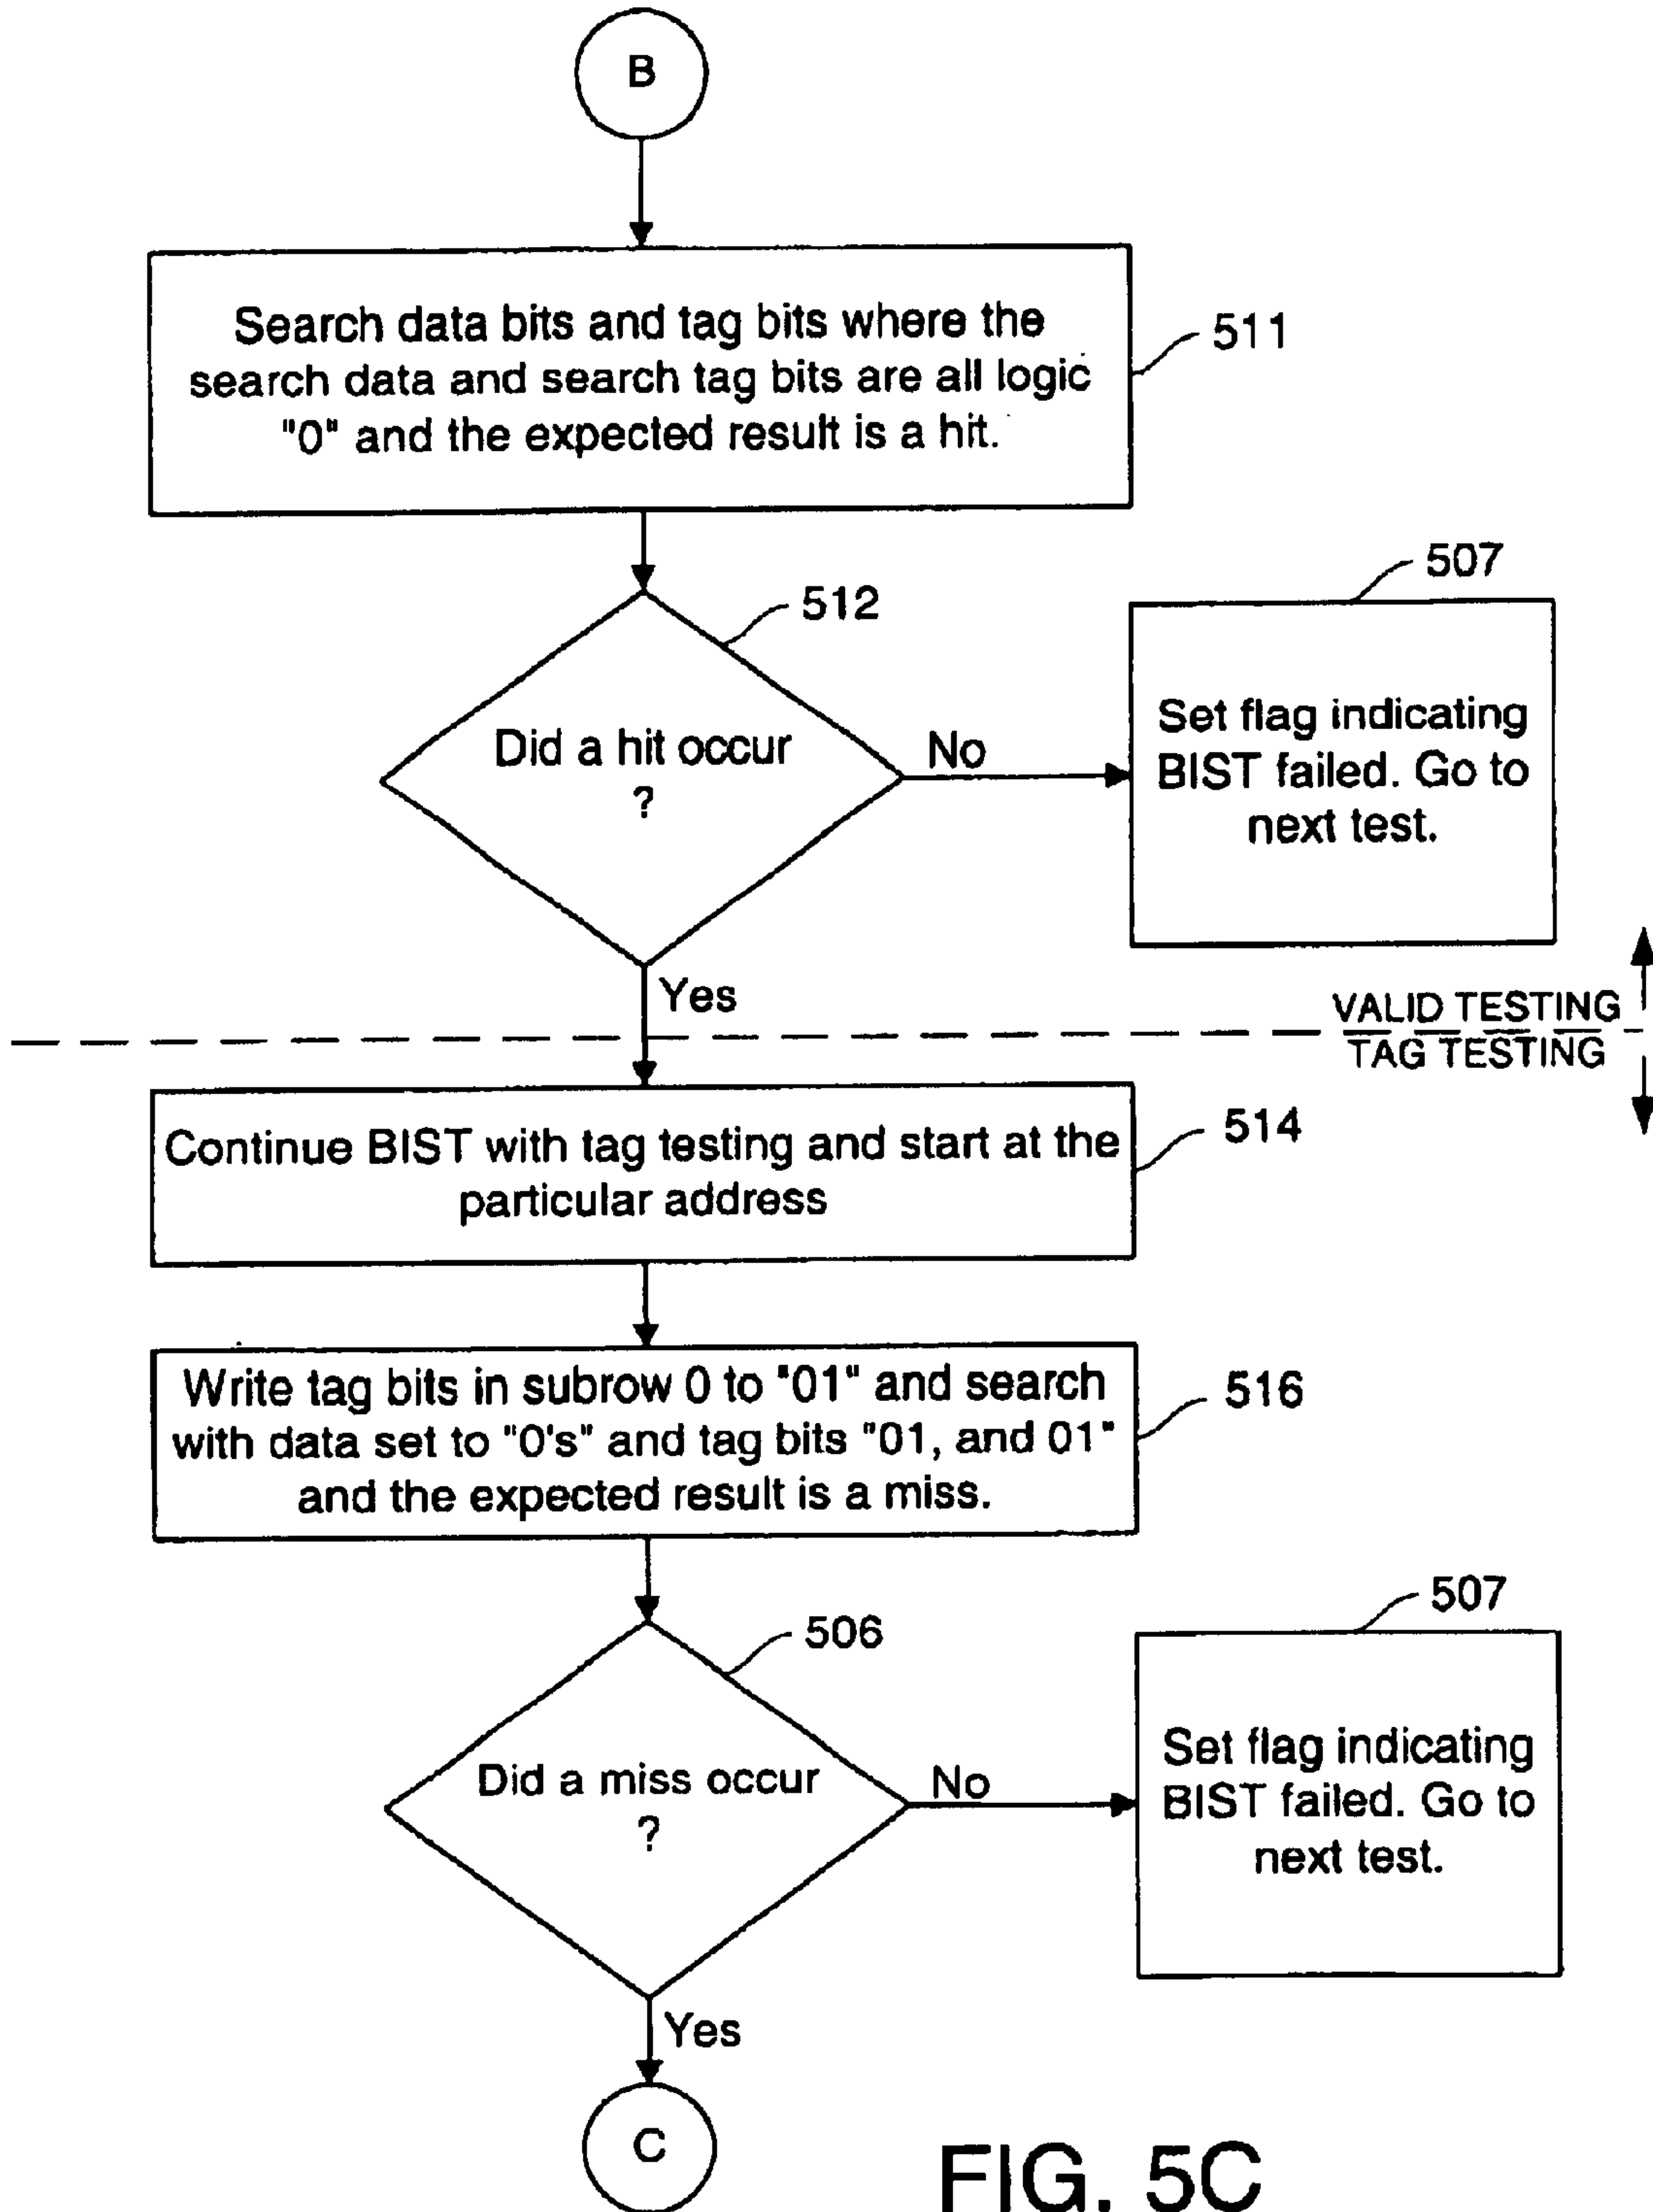 B
Search data bits and tag bits where the
search data and search tag bits are all logic
"0" and the expected result is a hit.
511
512
507
Did a hit occur
?
No
Set flag indicating
BIST failed. Go to
next test.
Yes
VALID TESTING
TAG TESTING
Continue BIST with tag testing and start at the
particular address
514
Write tag bits in subrow 0 to "01" and search
with data set to "0's" and tag bits "01, and 01"
and the expected result is a miss.
516
506
507
Did a miss occur
?
No
Set flag indicating
BIST failed. Go to
next test.
Yes
C
FIG. 5C